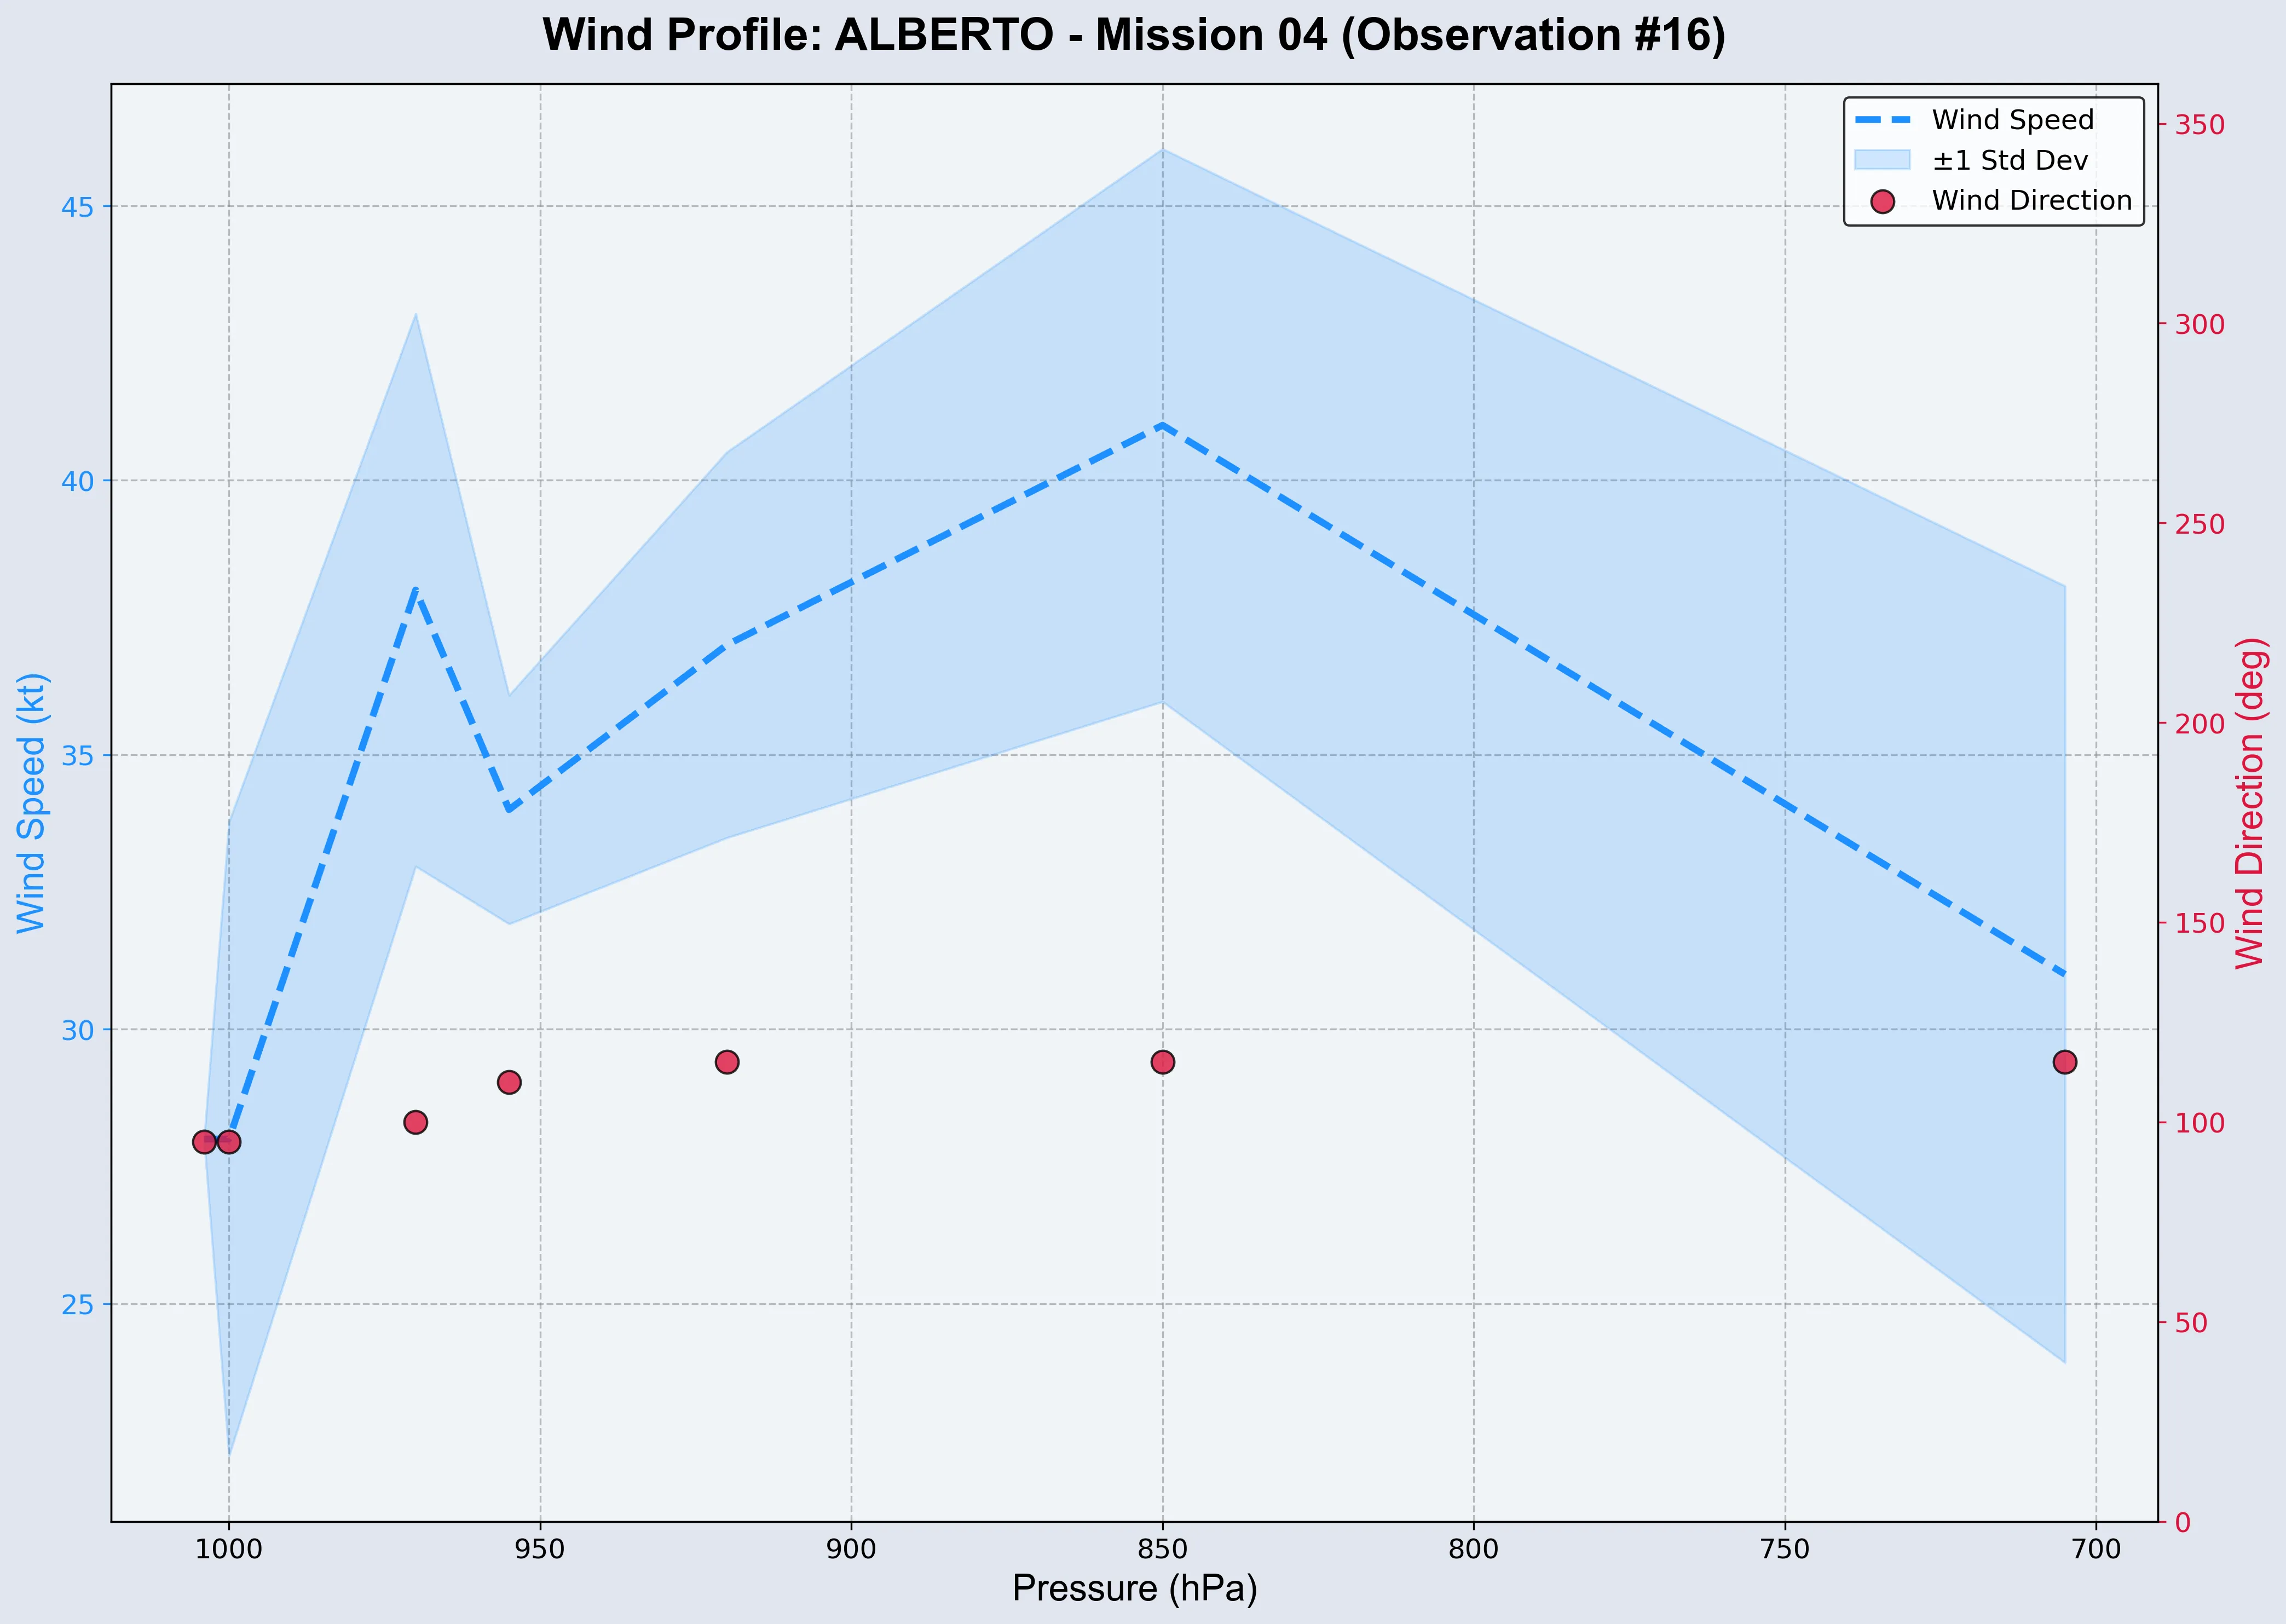 Wind Profile: ALBERTO - Mission 04 (Observation #16)
Wind Speed
±1 Std Dev
Wind Direction
45
40
35
30
25
Wind Speed (kt)
350
300
250
200
150
100
50
0
Wind Direction (deg)
1000 950 900 850 800 750 700
Pressure (hPa)